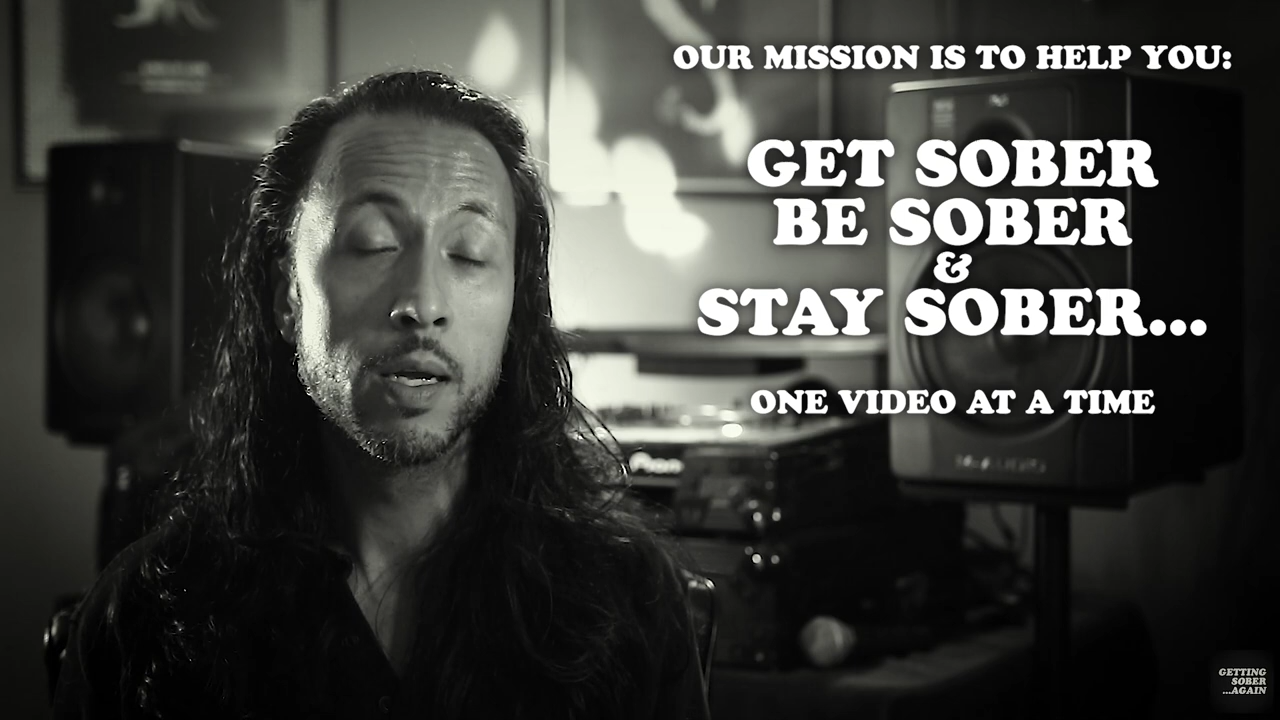 OUR MISSION IS TO HELP YOU:
GET SOBER
BE SOBER
&
STAY SOBER...
ONE VIDEO AT A TIME
M-AUDIO
GETTING
SOBER
...AGAIN